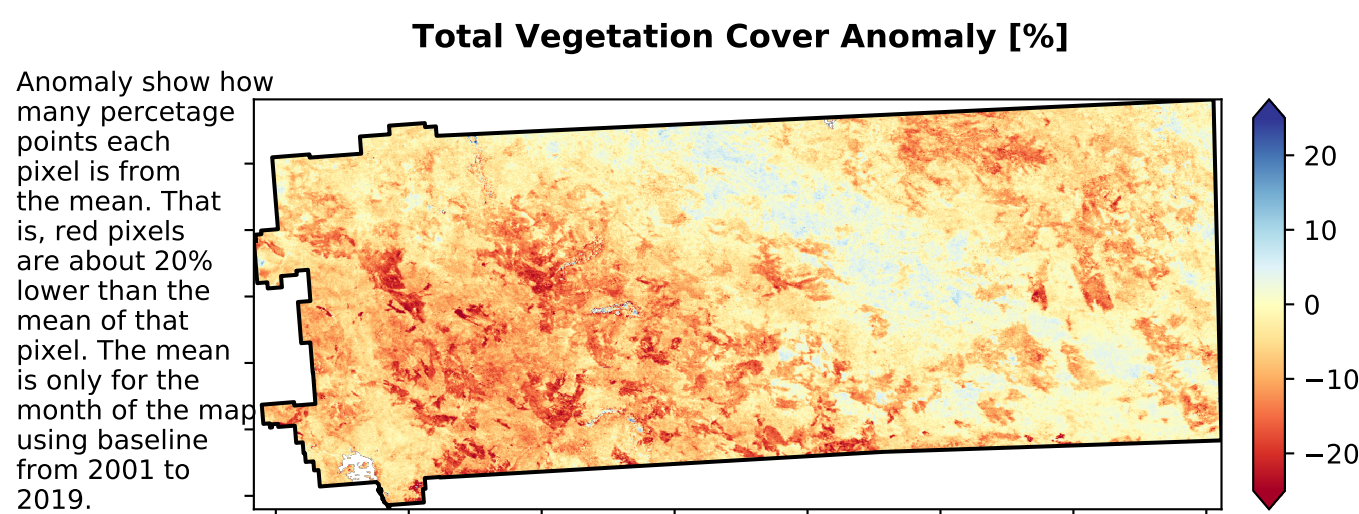 Total Vegetation Cover Anomaly [%]
Anomaly show how
many percetage
points each
pixel is from
the mean. That
is, red pixels
are about 20%
lower than the
mean of that
pixel. The mean
is only for the
month of the map
using baseline
from 2001 to
2019.
20
10
0
−10
−20